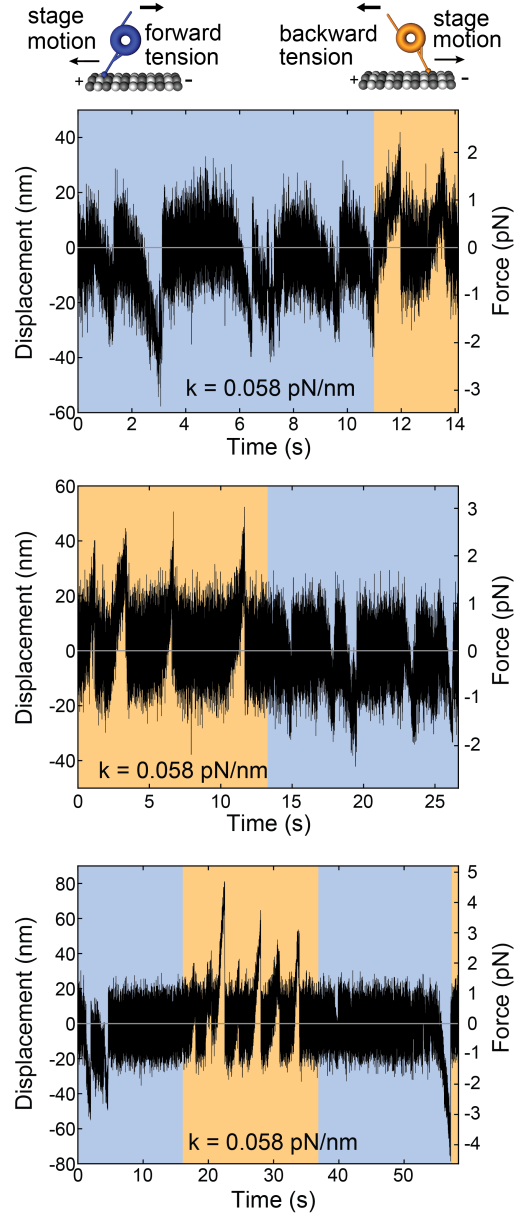 stage motion
forward tension
backward tension
stage motion
+ −
+ −
Displacement (nm)
40
20
0
-20
-40
-60
Force (pN)
2
1
0
-1
-2
-3
k = 0.058 pN/nm
0 2 4 6 8 10 12 14
Time (s)
Displacement (nm)
60
40
20
0
-20
-40
Force (pN)
3
2
1
0
-1
-2
k = 0.058 pN/nm
0 5 10 15 20 25
Time (s)
Displacement (nm)
80
60
40
20
0
-20
-40
-60
-80
Force (pN)
5
4
3
2
1
0
-1
-2
-3
-4
k = 0.058 pN/nm
0 10 20 30 40 50
Time (s)